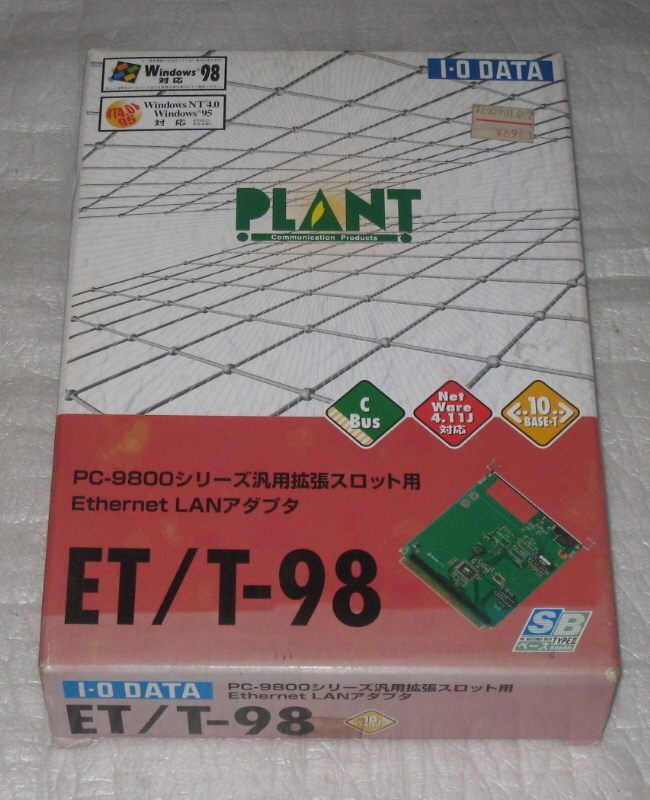 Windows 98
対応
I·O DATA
Windows NT 4.0
Windows 95
対応
PLANT
Communication Products
C
Bus
Net
Ware
4.11J
対応
10
BASE-T
PC-9800シリーズ汎用拡張スロット用
Ethernet LANアダプタ
ET/T-98
SB
TYPEII
ベース BOARD
I·O DATA
PC-9800シリーズ汎用拡張スロット用
Ethernet LANアダプタ
ET/T-98
10